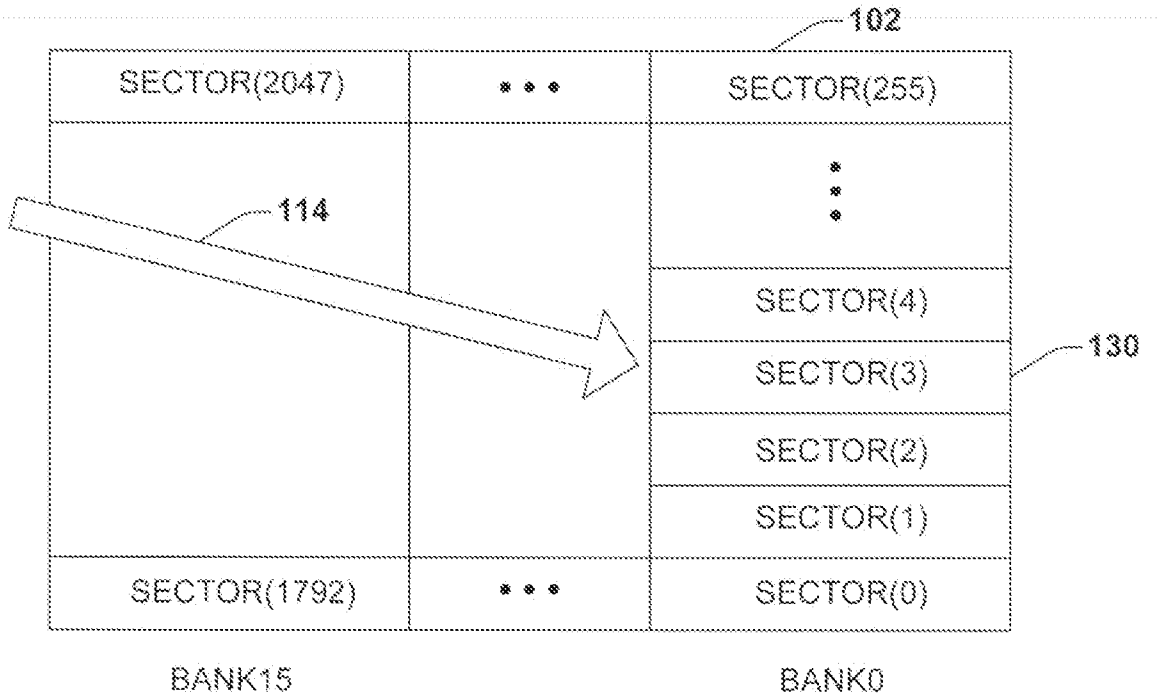 102
SECTOR(2047) ••• SECTOR(255)
114
SECTOR(4)
130
SECTOR(3)
SECTOR(2)
SECTOR(1)
SECTOR(1792) ••• SECTOR(0)
BANK15 BANK0